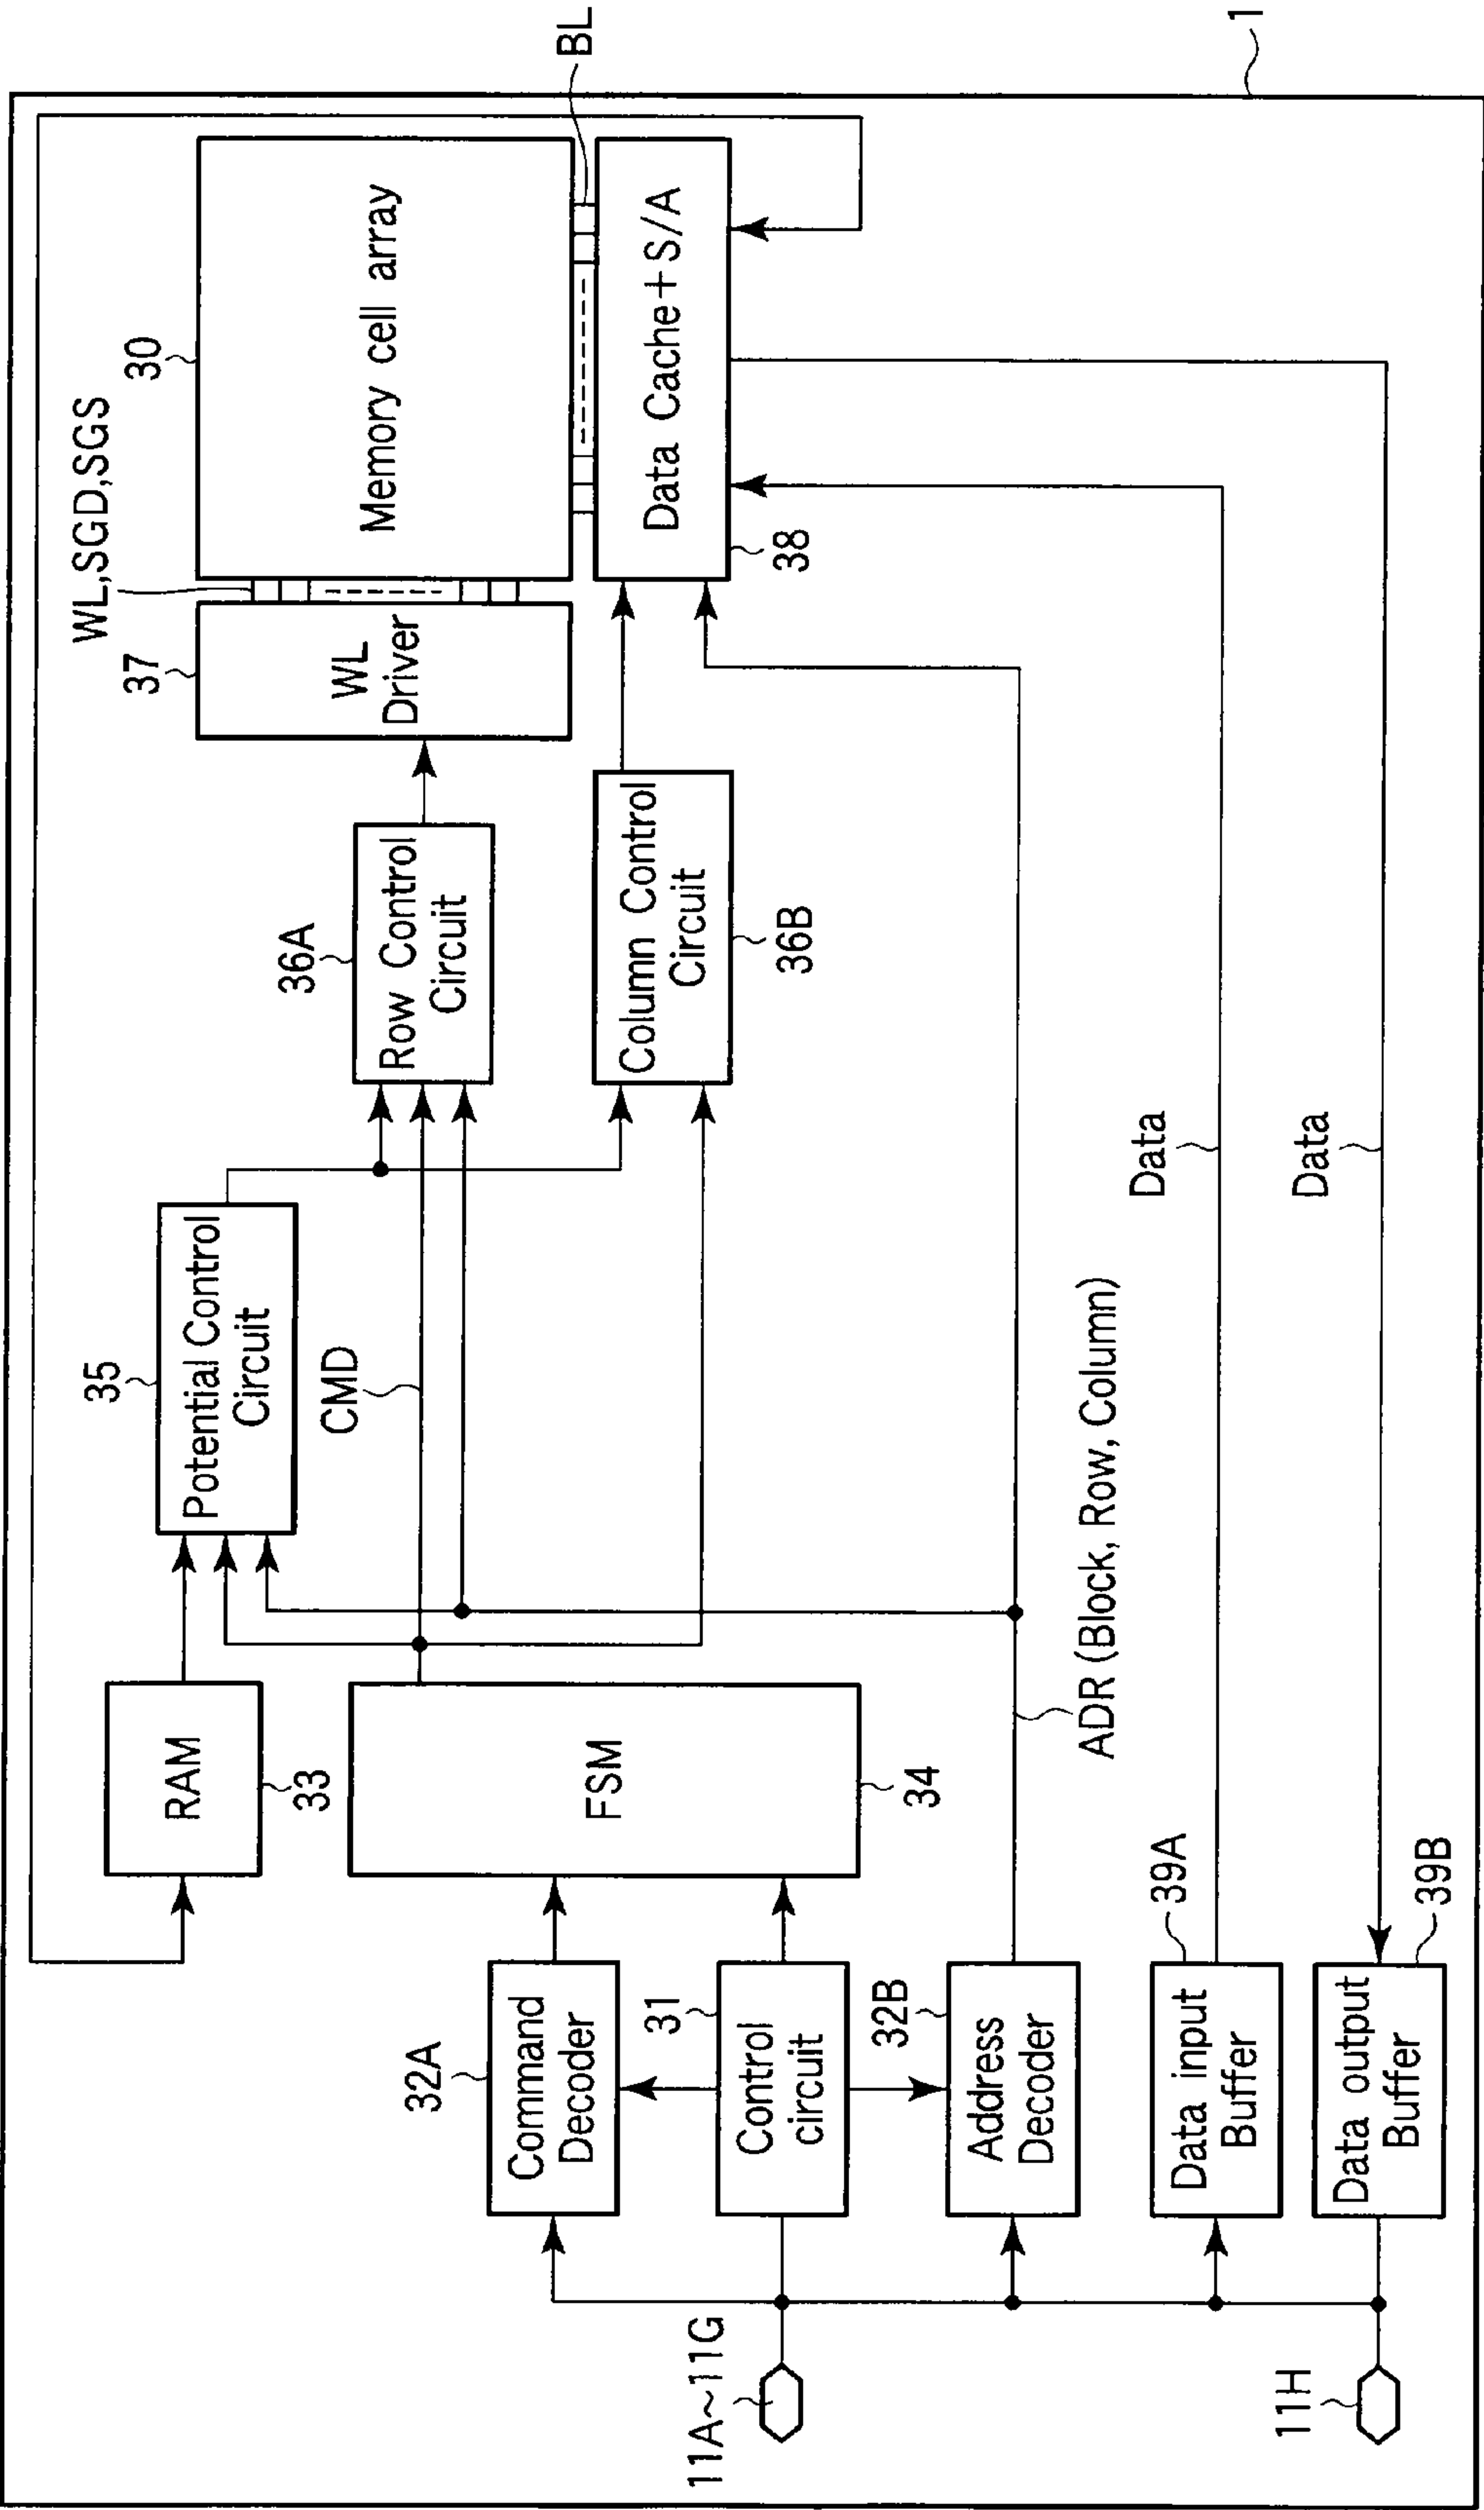 1
BL
WL,SGD,SGS
30
Memory cell array
37
WL
Driver
Data Cache+S/A
38
36A
Row Control
Circuit
Column Control
Circuit
36B
35
Potential Control
Circuit
CMD
RAM
33
FSM
34
ADR (Block, Row, Column)
Data
Data
32A
Command
Decoder
31
Control
circuit
32B
Address
Decoder
39A
Data input
Buffer
39B
Data output
Buffer
11A~11G
11H